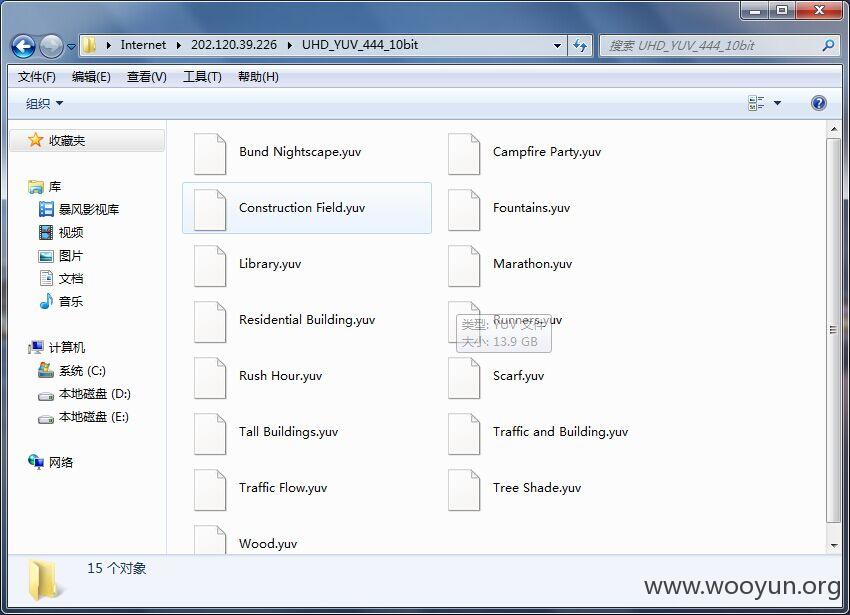 Internet ▸ 202.120.39.226 ▸ UHD_YUV_444_10bit
搜索 UHD_YUV_444_10bit
文件(F) 编辑(E) 查看(V) 工具(T) 帮助(H)
组织
收藏夹
库
暴风影视库
视频
图片
文档
音乐
计算机
系统 (C:)
本地磁盘 (D:)
本地磁盘 (E:)
网络
Bund Nightscape.yuv
Campfire Party.yuv
Construction Field.yuv
Fountains.yuv
Library.yuv
Marathon.yuv
Residential Building.yuv
Runners.yuv
类型: YUV 文件
大小: 13.9 GB
Rush Hour.yuv
Scarf.yuv
Tall Buildings.yuv
Traffic and Building.yuv
Traffic Flow.yuv
Tree Shade.yuv
Wood.yuv
15 个对象
www.wooyun.org